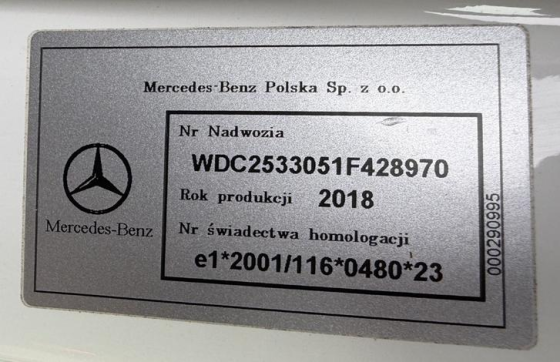 Mercedes-Benz Polska Sp. z o.o.
Nr Nadwozia
WDC2533051F428970
Rok produkcji 2018
Nr świadectwa homologacji
e1*2001/116*0480*23
Mercedes-Benz
000290995